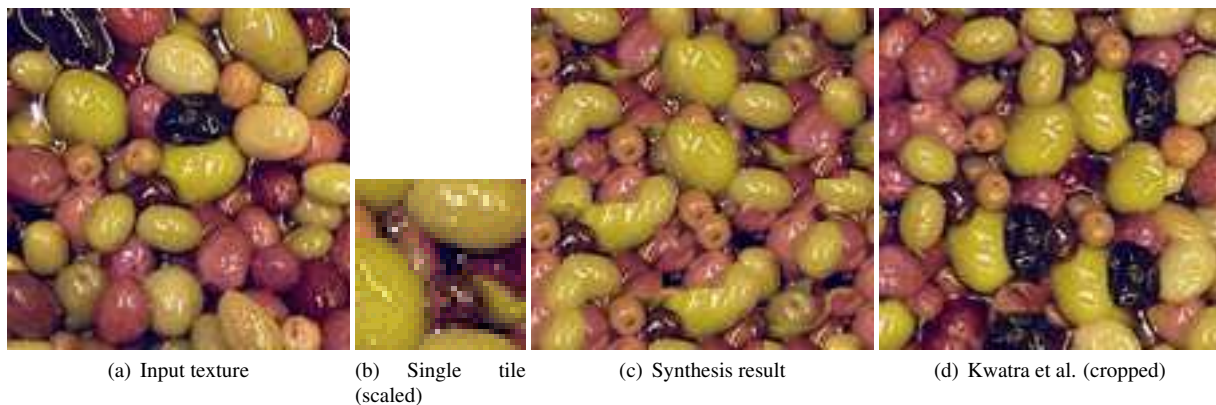 (a) Input texture
(b) Single tile
(scaled)
(c) Synthesis result
(d) Kwatra et al. (cropped)